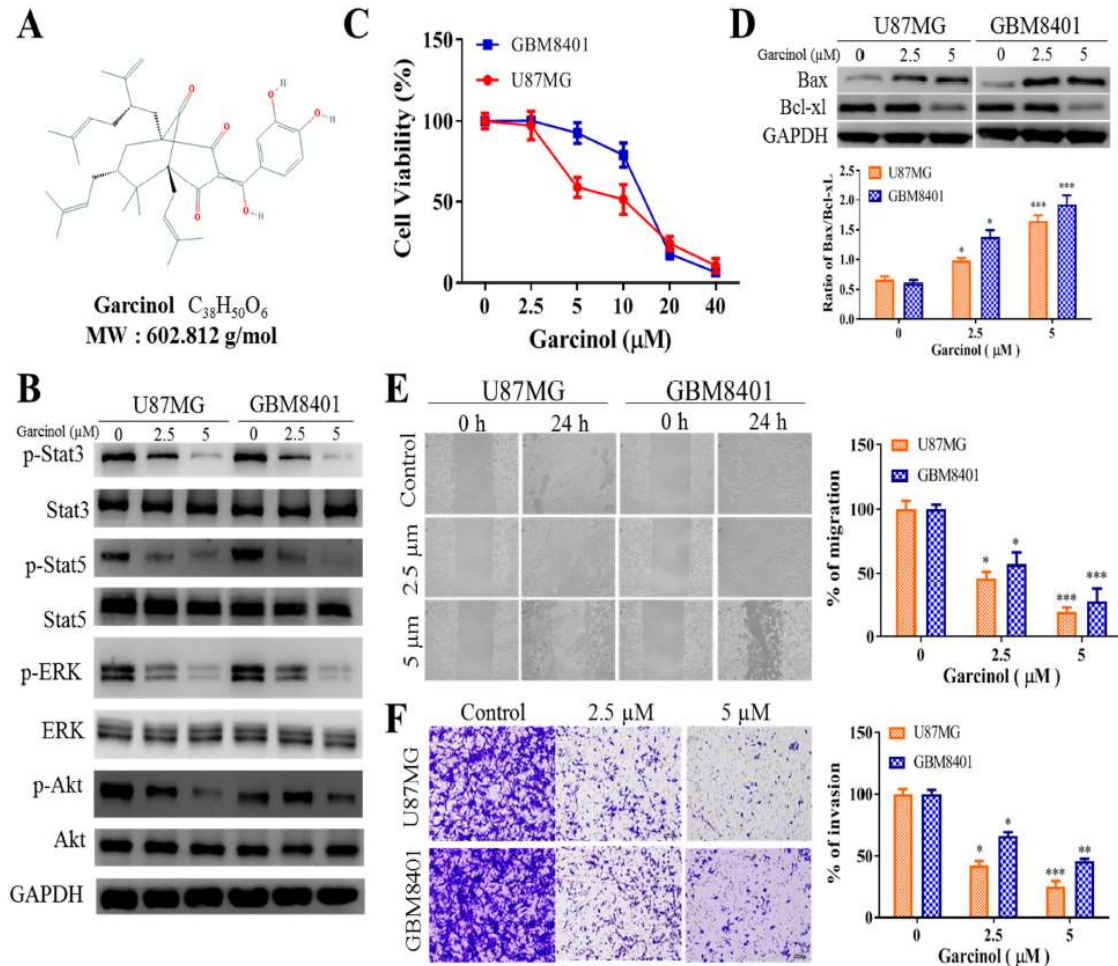 A
O
O
O
O
O
O
H
H
H
Garcinol C₃₈H₅₀O₆
MW : 602.812 g/mol
B
U87MG GBM8401
Garcinol (μM) 0 2.5 5 0 2.5 5
p-Stat3
Stat3
p-Stat5
Stat5
p-ERK
ERK
p-Akt
Akt
GAPDH
C
GBM8401
U87MG
Cell Viability (%)
150
100
50
0
0 2.5 5 10 20 40
Garcinol (μM)
D
U87MG GBM8401
Garcinol (μM) 0 2.5 5 0 2.5 5
Bax
Bcl-xl
GAPDH
U87MG
GBM8401
Ratio of Bax/Bcl-xL
2.5
2.0
1.5
1.0
0.5
0.0
* * *** ***
0 2.5 5
Garcinol ( μM )
E
U87MG GBM8401
0 h 24 h 0 h 24 h
Control
2.5 μm
5 μm
U87MG
GBM8401
% of migration
150
100
50
0
* * *** ***
0 2.5 5
Garcinol ( μM )
F
Control 2.5 μM 5 μM
U87MG
GBM8401
U87MG
GBM8401
% of invasion
150
100
50
0
* * *** **
0 2.5 5
Garcinol ( μM )